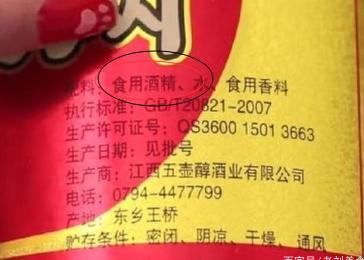 配料：食用酒精、水、食用香料
执行标准：GB/T20821-2007
生产许可证号：QS3600 1501 3663
生产日期：见批号
生产商：江西五壶醇酒业有限公司
电话：0794-4477799
产地：东乡王桥
贮存条件：密闭、阴凉、干燥、通风